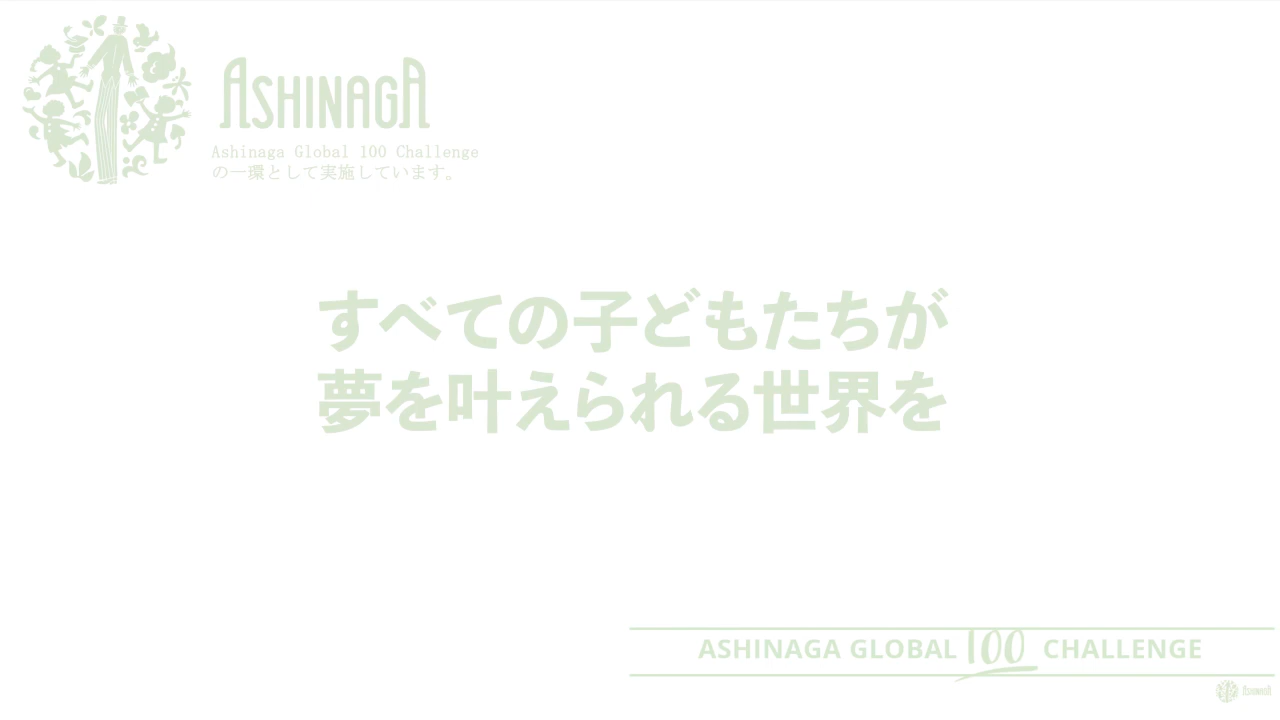 ASHINAGA
Ashinaga Global 100 Challenge
の一環として実施しています。
すべての子どもたちが
夢を叶えられる世界を
ASHINAGA GLOBAL 100 CHALLENGE
ASHINAGA